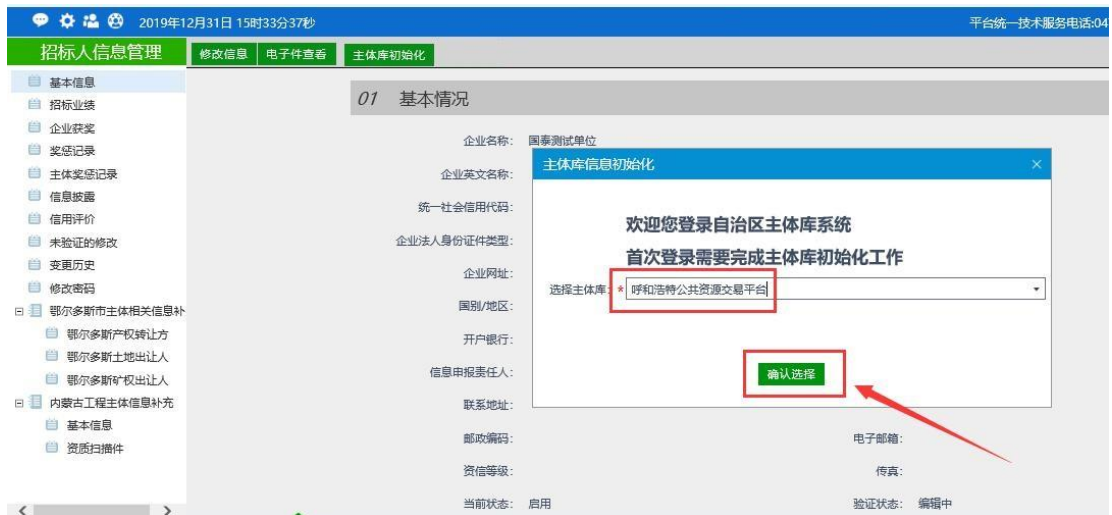 2019年12月31日 15时33分37秒
平台统一技术服务电话:04
招标人信息管理
修改信息 电子件查看 主体库初始化
基本信息
招标业绩
企业获奖
奖惩记录
主体奖惩记录
信息披露
信用评价
未验证的修改
变更历史
修改密码
鄂尔多斯市主体相关信息补
鄂尔多斯产权转让方
鄂尔多斯土地出让人
鄂尔多斯矿权出让人
内蒙古工程主体信息补充
基本信息
资质扫描件
01 基本情况
企业名称: 国泰测试单位
企业英文名称:
统一社会信用代码:
企业法人身份证件类型:
企业网址:
国别/地区:
开户银行:
信息申报责任人:
联系地址:
邮政编码:
电子邮箱:
资信等级:
传真:
当前状态: 启用
验证状态: 编辑中
主体库信息初始化 ×
欢迎您登录自治区主体库系统
首次登录需要完成主体库初始化工作
选择主体库: * 呼和浩特公共资源交易平台
确认选择